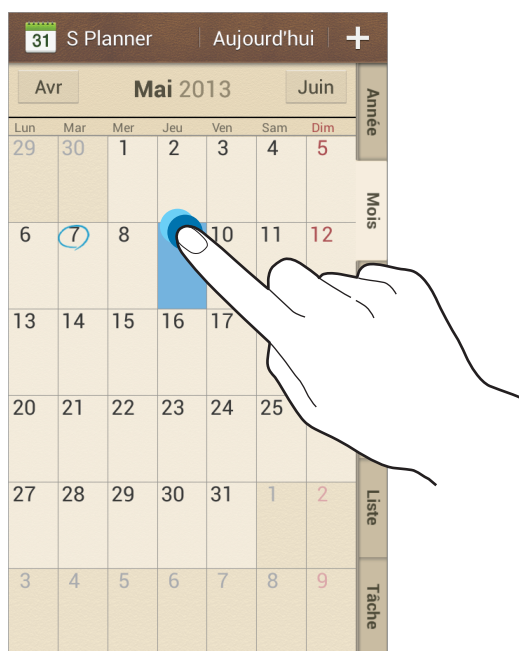 31 S Planner Aujourd'hui +
Avr Mai 2013 Juin
Lun Mar Mer Jeu Ven Sam Dim
29 30 1 2 3 4 5
6 7 8 10 11 12
13 14 15 16 17
20 21 22 23 24 25
27 28 29 30 31 1 2
3 4 5 6 7 8 9
Année
Mois
Liste
Tâche